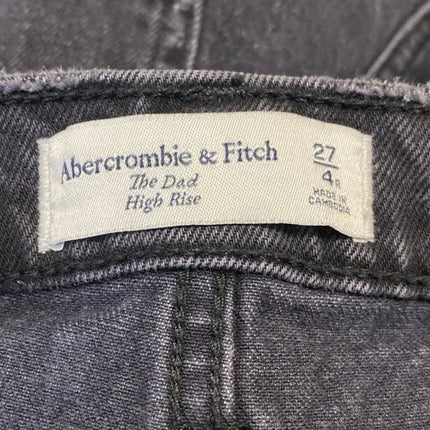 Abercrombie & Fitch
The Dad
High Rise
27
4R
MADE IN
CAMBODIA